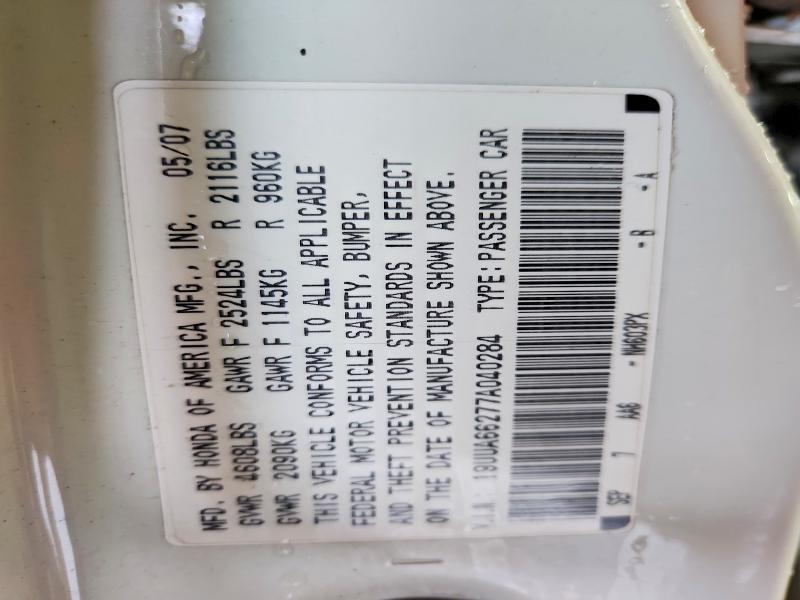 MFD. BY HONDA OF AMERICA MFG., INC. 05/07
GVWR 4608LBS GAWR F 2524LBS R 2116LBS
GVWR 2090KG GAWR F 1145KG R 960KG
THIS VEHICLE CONFORMS TO ALL APPLICABLE
FEDERAL MOTOR VEHICLE SAFETY, BUMPER,
AND THEFT PREVENTION STANDARDS IN EFFECT
ON THE DATE OF MANUFACTURE SHOWN ABOVE.
V.I.N.: 19UUA66277A040284 TYPE:PASSENGER CAR
SEP 7 AA6 - NH603PX - B - A